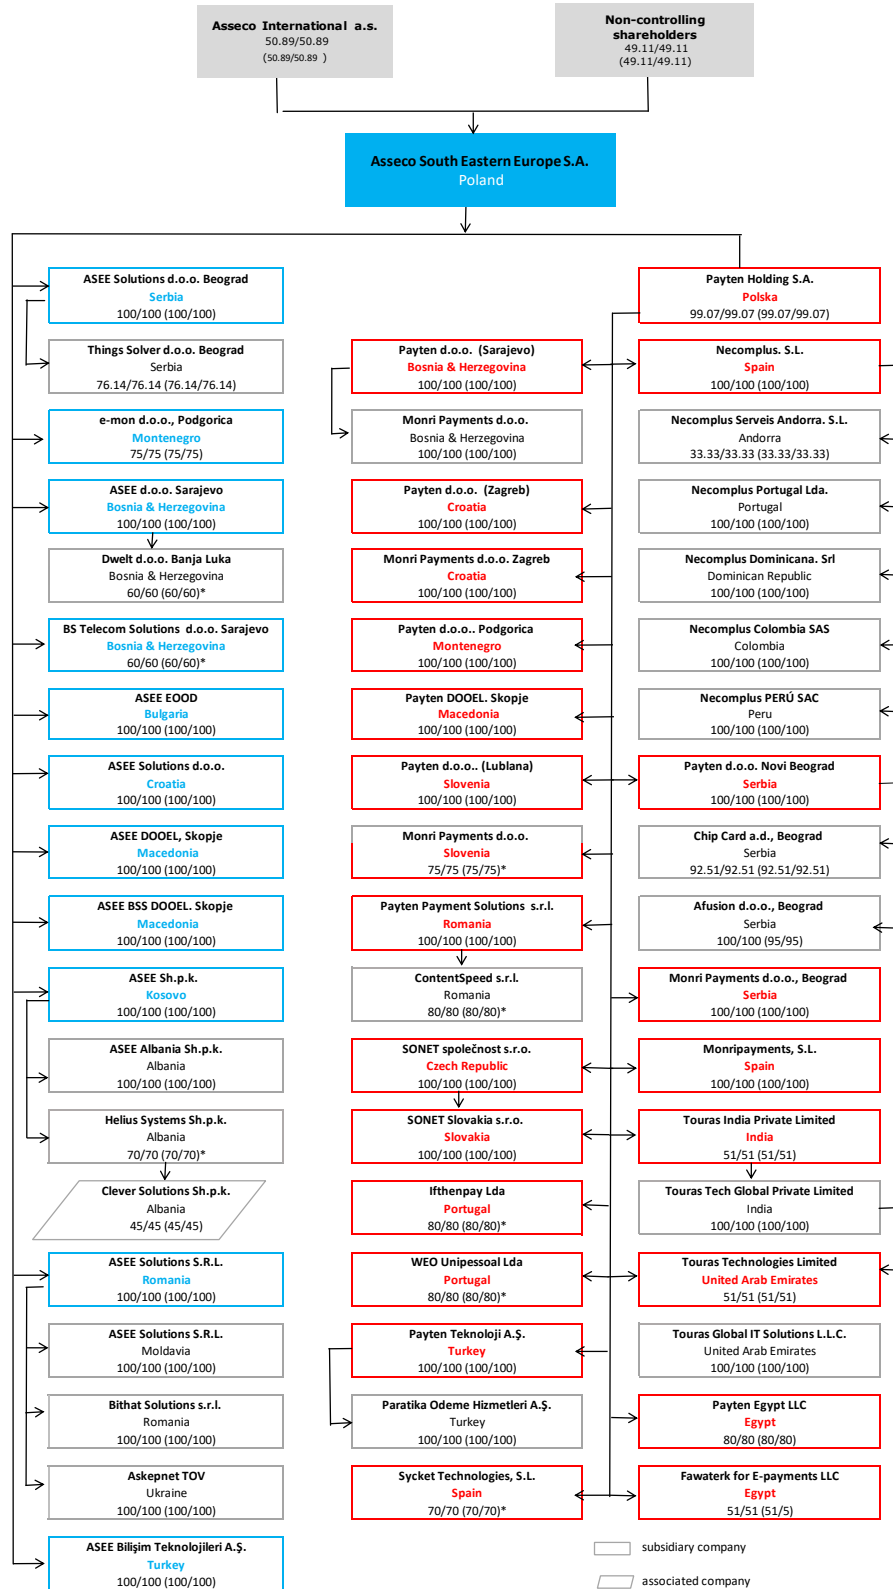 Asseco International a.s.
50.89/50.89
(50.89/50.89 )
Non-controlling
shareholders
49.11/49.11
(49.11/49.11)
Asseco South Eastern Europe S.A.
Poland
ASEE Solutions d.o.o. Beograd
Serbia
100/100 (100/100)
Things Solver d.o.o. Beograd
Serbia
76.14/76.14 (76.14/76.14)
e-mon d.o.o., Podgorica
Montenegro
75/75 (75/75)
ASEE d.o.o. Sarajevo
Bosnia & Herzegovina
100/100 (100/100)
Dwelt d.o.o. Banja Luka
Bosnia & Herzegovina
60/60 (60/60)*
BS Telecom Solutions d.o.o. Sarajevo
Bosnia & Herzegovina
60/60 (60/60)*
ASEE EOOD
Bulgaria
100/100 (100/100)
ASEE Solutions d.o.o.
Croatia
100/100 (100/100)
ASEE DOOEL, Skopje
Macedonia
100/100 (100/100)
ASEE BSS DOOEL. Skopje
Macedonia
100/100 (100/100)
ASEE Sh.p.k.
Kosovo
100/100 (100/100)
ASEE Albania Sh.p.k.
Albania
100/100 (100/100)
Helius Systems Sh.p.k.
Albania
70/70 (70/70)*
Clever Solutions Sh.p.k.
Albania
45/45 (45/45)
ASEE Solutions S.R.L.
Romania
100/100 (100/100)
ASEE Solutions S.R.L.
Moldavia
100/100 (100/100)
Bithat Solutions s.r.l.
Romania
100/100 (100/100)
Askepnet TOV
Ukraine
100/100 (100/100)
ASEE Bilişim Teknolojileri A.Ş.
Turkey
100/100 (100/100)
Payten d.o.o. (Sarajevo)
Bosnia & Herzegovina
100/100 (100/100)
Monri Payments d.o.o.
Bosnia & Herzegovina
100/100 (100/100)
Payten d.o.o. (Zagreb)
Croatia
100/100 (100/100)
Monri Payments d.o.o. Zagreb
Croatia
100/100 (100/100)
Payten d.o.o.. Podgorica
Montenegro
100/100 (100/100)
Payten DOOEL. Skopje
Macedonia
100/100 (100/100)
Payten d.o.o.. (Lublana)
Slovenia
100/100 (100/100)
Monri Payments d.o.o.
Slovenia
75/75 (75/75)*
Payten Payment Solutions s.r.l.
Romania
100/100 (100/100)
ContentSpeed s.r.l.
Romania
80/80 (80/80)*
SONET společnost s.r.o.
Czech Republic
100/100 (100/100)
SONET Slovakia s.r.o.
Slovakia
100/100 (100/100)
Ifthenpay Lda
Portugal
80/80 (80/80)*
WEO Unipessoal Lda
Portugal
80/80 (80/80)*
Payten Teknoloji A.Ş.
Turkey
100/100 (100/100)
Paratika Odeme Hizmetleri A.Ş.
Turkey
100/100 (100/100)
Sycket Technologies, S.L.
Spain
70/70 (70/70)*
Payten Holding S.A.
Polska
99.07/99.07 (99.07/99.07)
Necomplus. S.L.
Spain
100/100 (100/100)
Necomplus Serveis Andorra. S.L.
Andorra
33.33/33.33 (33.33/33.33)
Necomplus Portugal Lda.
Portugal
100/100 (100/100)
Necomplus Dominicana. Srl
Dominican Republic
100/100 (100/100)
Necomplus Colombia SAS
Colombia
100/100 (100/100)
Necomplus PERÚ SAC
Peru
100/100 (100/100)
Payten d.o.o. Novi Beograd
Serbia
100/100 (100/100)
Chip Card a.d., Beograd
Serbia
92.51/92.51 (92.51/92.51)
Afusion d.o.o., Beograd
Serbia
100/100 (95/95)
Monri Payments d.o.o., Beograd
Serbia
100/100 (100/100)
Monripayments, S.L.
Spain
100/100 (100/100)
Touras India Private Limited
India
51/51 (51/51)
Touras Tech Global Private Limited
India
100/100 (100/100)
Touras Technologies Limited
United Arab Emirates
51/51 (51/51)
Touras Global IT Solutions L.L.C.
United Arab Emirates
100/100 (100/100)
Payten Egypt LLC
Egypt
80/80 (80/80)
Fawaterk for E-payments LLC
Egypt
51/51 (51/5)
subsidiary company
associated company